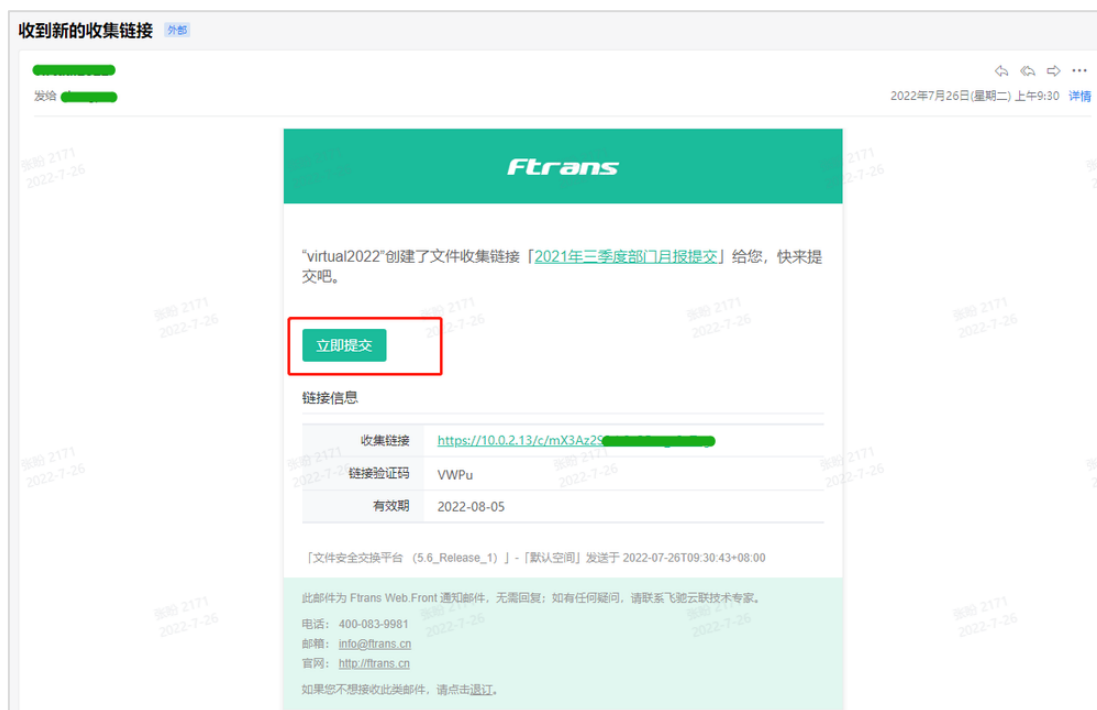 收到新的收集链接 外部
发给
2022年7月26日(星期二) 上午9:30 详情
Ftrans
“virtual2022”创建了文件收集链接「2021年三季度部门月报提交」给您，快来提
交吧。
立即提交
链接信息
收集链接 https://10.0.2.13/c/mX3Az2S
链接验证码 VWPu
有效期 2022-08-05
「文件安全交换平台 （5.6_Release_1）」-「默认空间」发送于 2022-07-26T09:30:43+08:00
此邮件为 Ftrans Web.Front 通知邮件，无需回复；如有任何疑问，请联系飞驰云联技术专家。
电话： 400-083-9981
邮箱： info@ftrans.cn
官网： http://ftrans.cn
如果您不想接收此类邮件，请点击退订。
张盼 2171
2022-7-26